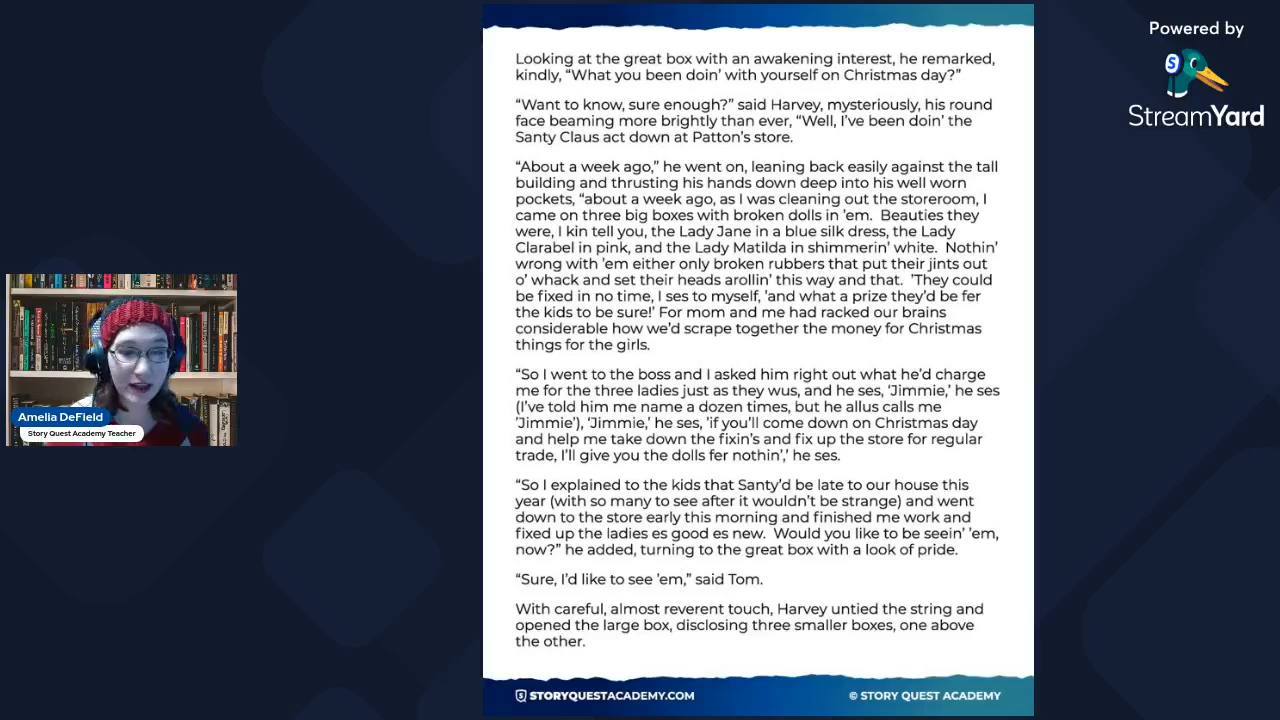 Looking at the great box with an awakening interest, he remarked,
kindly, “What you been doin’ with yourself on Christmas day?”
“Want to know, sure enough?” said Harvey, mysteriously, his round
face beaming more brightly than ever, “Well, I’ve been doin’ the
Santy Claus act down at Patton’s store.
“About a week ago,” he went on, leaning back easily against the tall
building and thrusting his hands down deep into his well worn
pockets, “about a week ago, as I was cleaning out the storeroom, I
came on three big boxes with broken dolls in ’em.  Beauties they
were, I kin tell you, the Lady Jane in a blue silk dress, the Lady
Clarabel in pink, and the Lady Matilda in shimmerin’ white.  Nothin’
wrong with ’em either only broken rubbers that put their jints out
o’ whack and set their heads arollin’ this way and that.  ’They could
be fixed in no time, I ses to myself, ’and what a prize they’d be fer
the kids to be sure!’ For mom and me had racked our brains
considerable how we’d scrape together the money for Christmas
things for the girls.
“So I went to the boss and I asked him right out what he’d charge
me for the three ladies just as they wus, and he ses, ‘Jimmie,’ he ses
(I’ve told him me name a dozen times, but he allus calls me
’Jimmie’), ‘Jimmie,’ he ses, ’if you’ll come down on Christmas day
and help me take down the fixin’s and fix up the store for regular
trade, I’ll give you the dolls fer nothin’,’ he ses.
“So I explained to the kids that Santy’d be late to our house this
year (with so many to see after it wouldn’t be strange) and went
down to the store early this morning and finished me work and
fixed up the ladies es good es new.  Would you like to be seein’ ’em,
now?” he added, turning to the great box with a look of pride.
“Sure, I’d like to see ’em,” said Tom.
With careful, almost reverent touch, Harvey untied the string and
opened the large box, disclosing three smaller boxes, one above
the other.
STORYQUESTACADEMY.COM
© STORY QUEST ACADEMY
Amelia DeField
Story Quest Academy Teacher
Powered by
StreamYard